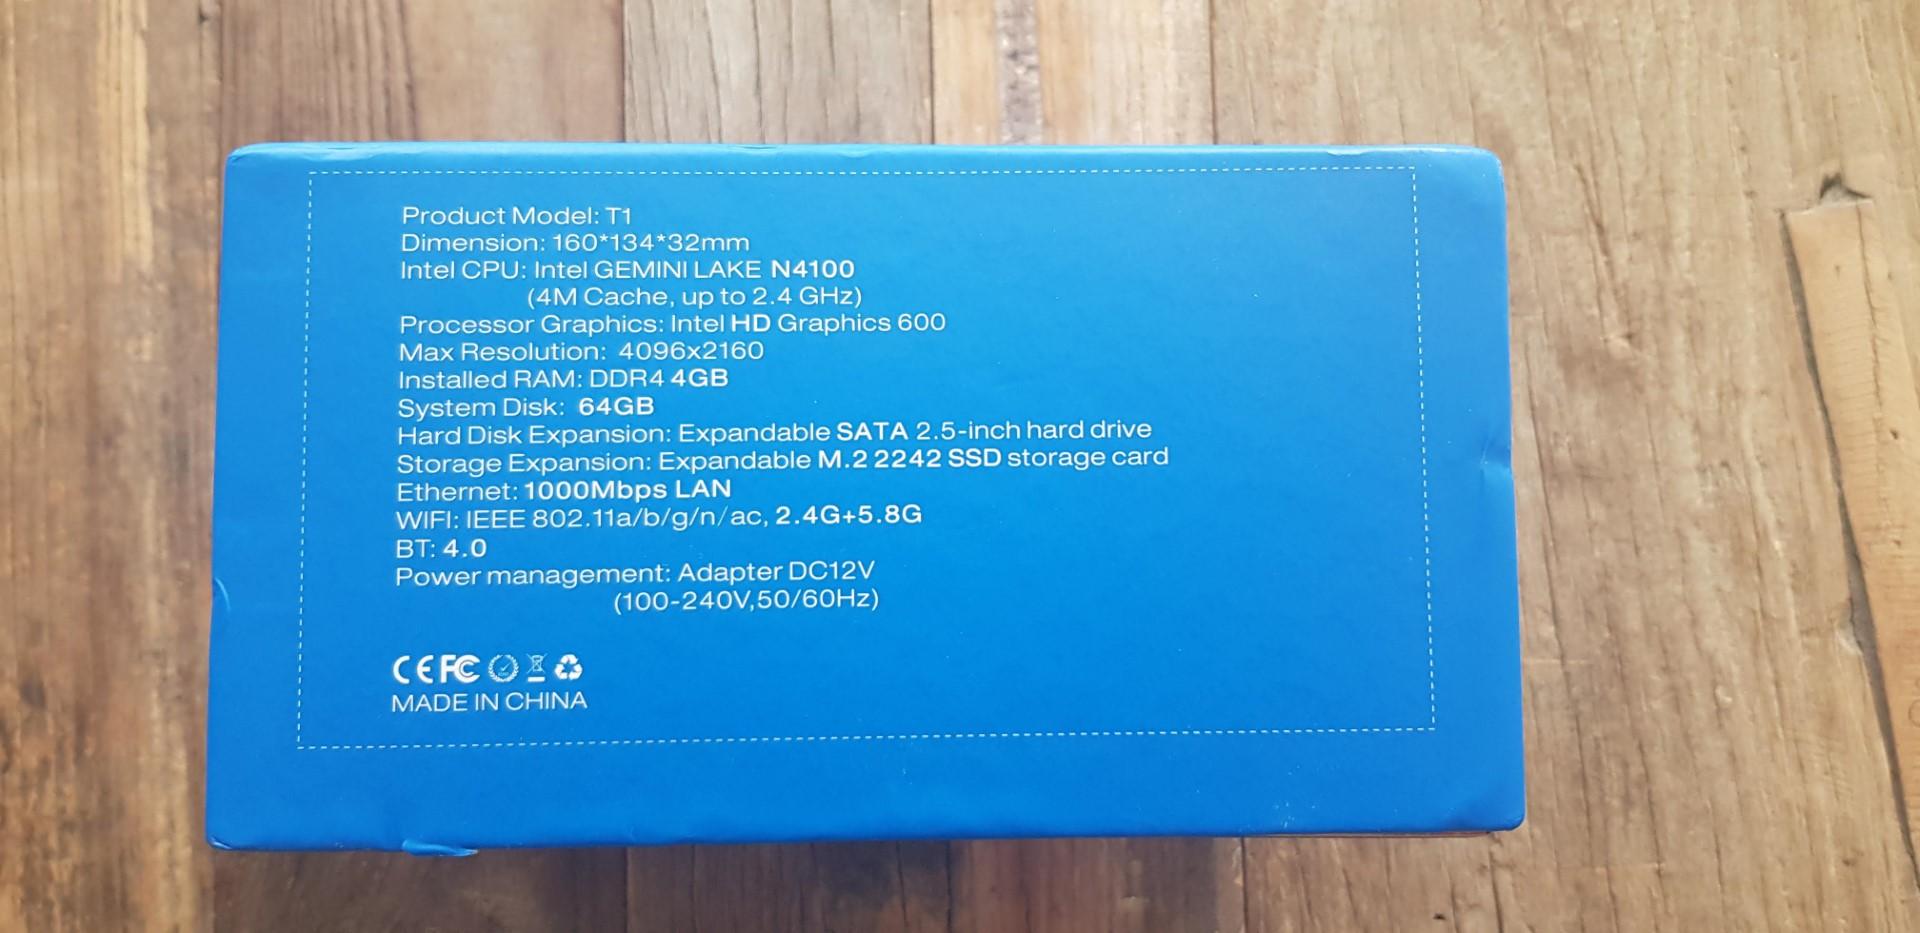 Product Model: T1
Dimension: 160*134*32mm
Intel CPU: Intel GEMINI LAKE N4100
(4M Cache, up to 2.4 GHz)
Processor Graphics: Intel HD Graphics 600
Max Resolution: 4096x2160
Installed RAM: DDR4 4GB
System Disk: 64GB
Hard Disk Expansion: Expandable SATA 2.5-inch hard drive
Storage Expansion: Expandable M.2 2242 SSD storage card
Ethernet: 1000Mbps LAN
WIFI: IEEE 802.11a/b/g/n/ac, 2.4G+5.8G
BT: 4.0
Power management: Adapter DC12V
(100-240V,50/60Hz)
CE FC
MADE IN CHINA